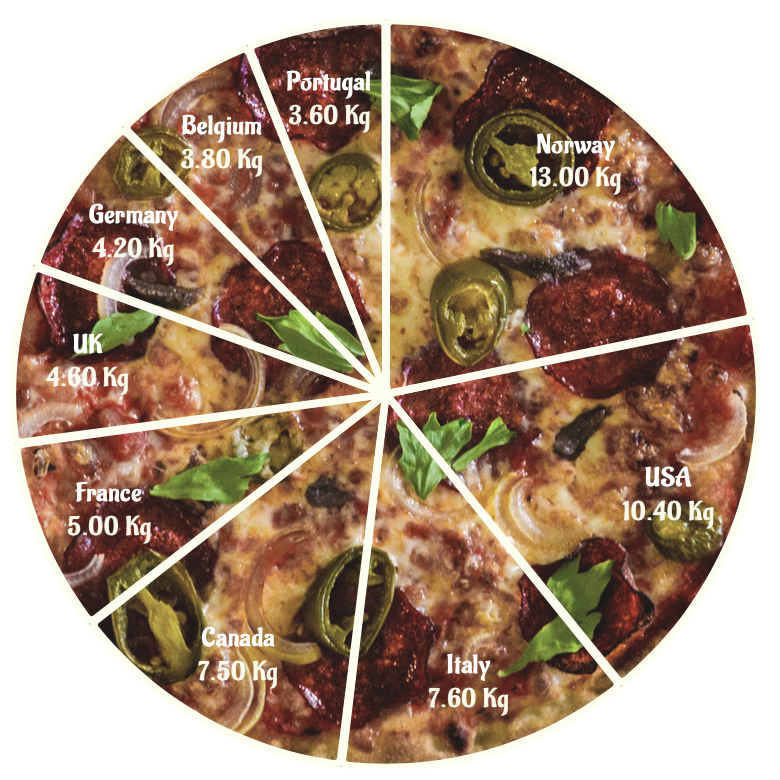 Portugal
3.60 Kg
Norway
13.00 Kg
Belgium
3.80 Kg
Germany
4.20 Kg
UK
4.60 Kg
USA
10.40 Kg
France
5.00 Kg
Canada
7.50 Kg
Italy
7.60 Kg